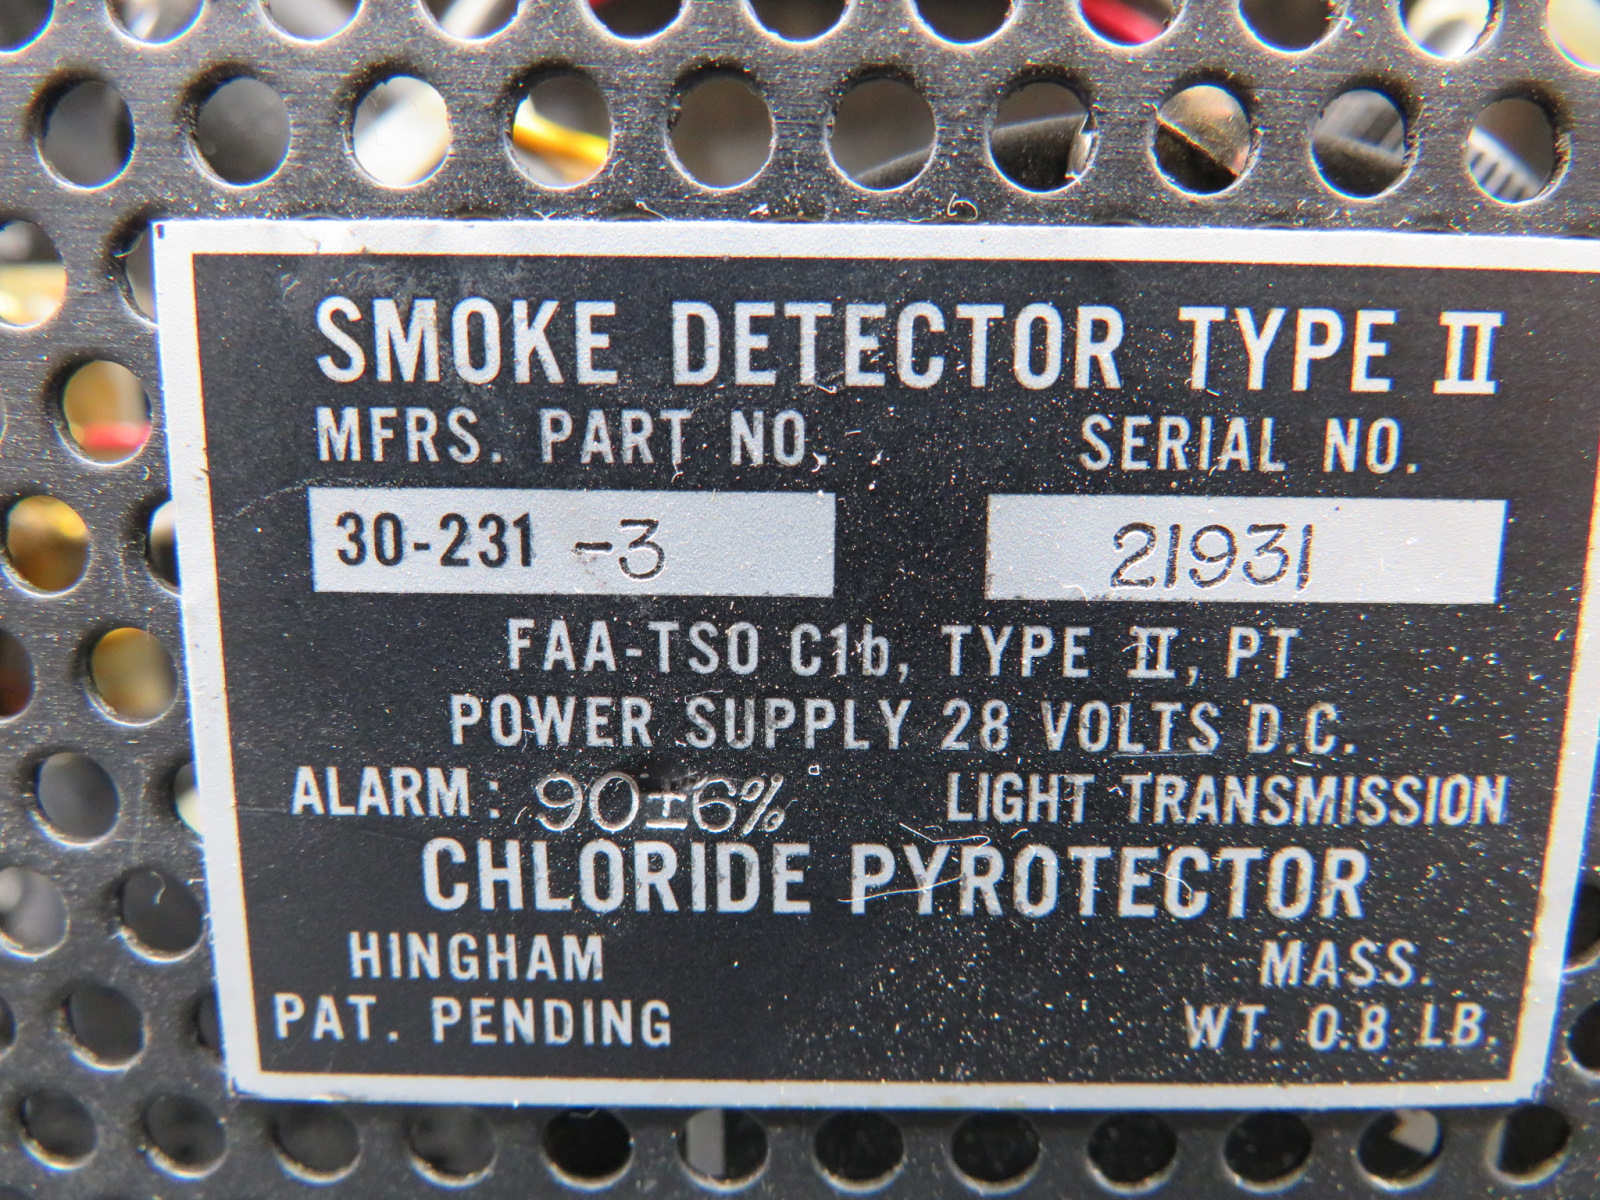 SMOKE DETECTOR TYPE II
MFRS. PART NO. SERIAL NO.
30-231 -3 21931
FAA-TSO C1b, TYPE II, PT
POWER SUPPLY 28 VOLTS D.C.
ALARM: 90±6% LIGHT TRANSMISSION
CHLORIDE PYROTECTOR
HINGHAM MASS.
PAT. PENDING WT. 0.8 LB.